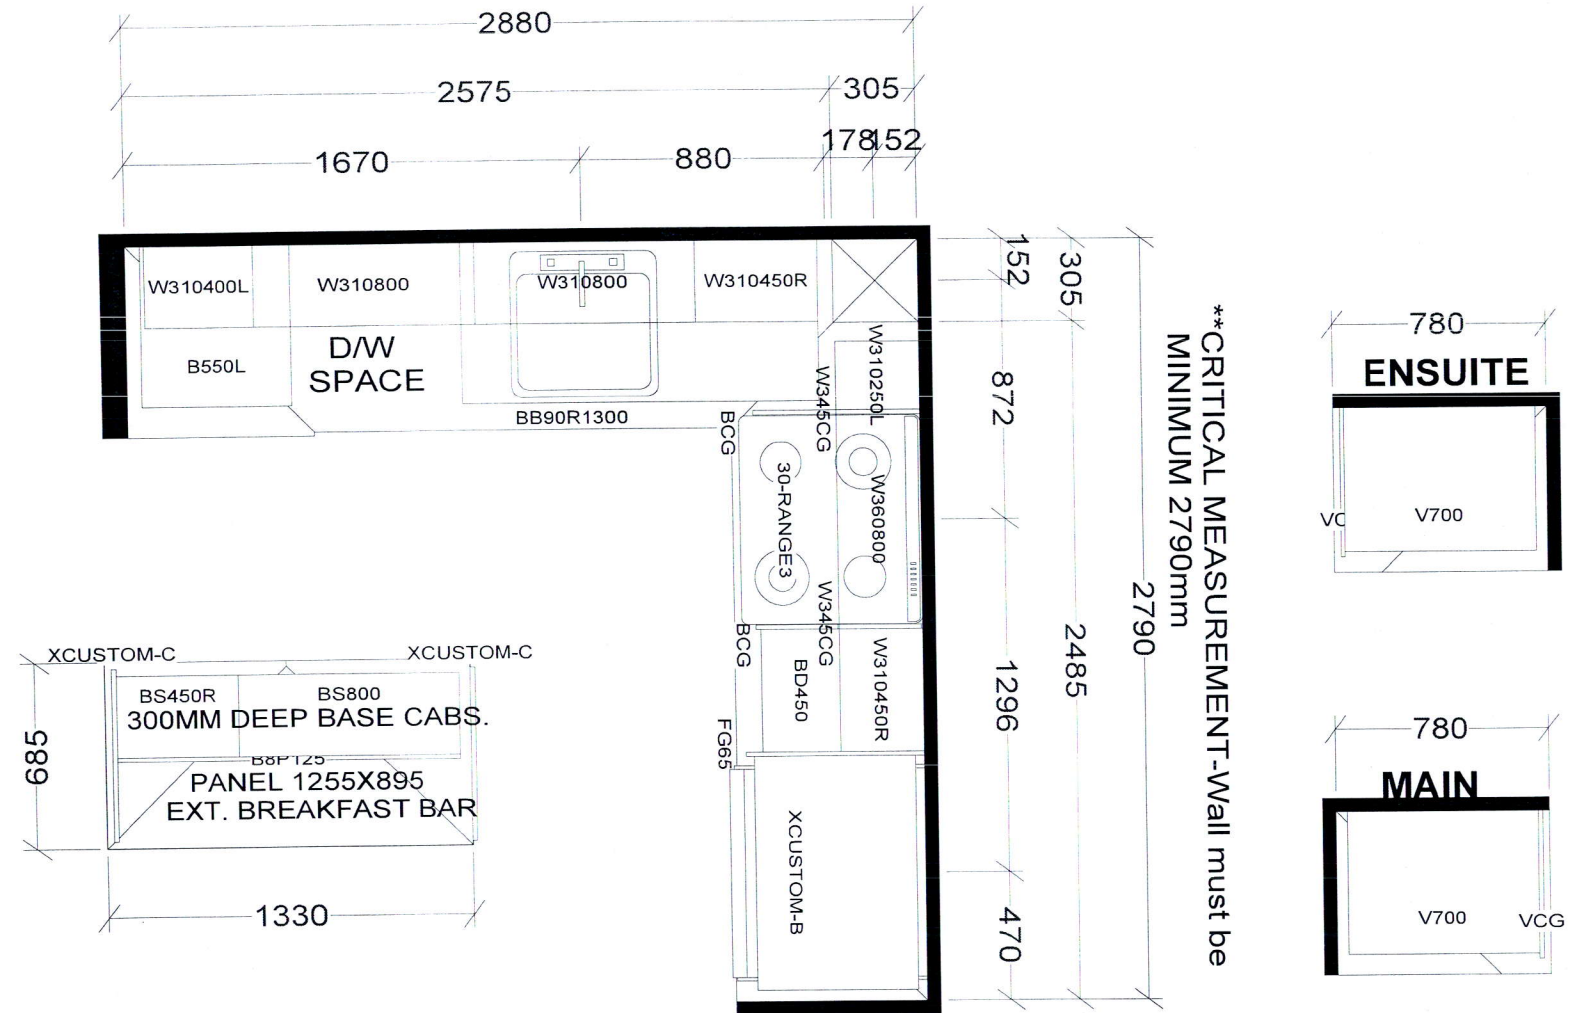 2880
2575
305
1670
880
178
152
W310400L
W310800
W310800
W310450R
B550L
D/W
SPACE
BB90R1300
W310250L
W345CG
BCG
30-RANGE3
W360800
W345CG
BCG
BD450
W310450R
FG65
XCUSTOM-B
152
305
872
2790
2485
1296
470
**CRITICAL MEASUREMENT-Wall must be
MINIMUM 2790mm
780
ENSUITE
V700
780
MAIN
V700
VCG
XCUSTOM-C
XCUSTOM-C
BS450R
BS800
300MM DEEP BASE CABS.
PANEL 1255X895
EXT. BREAKFAST BAR
685
1330